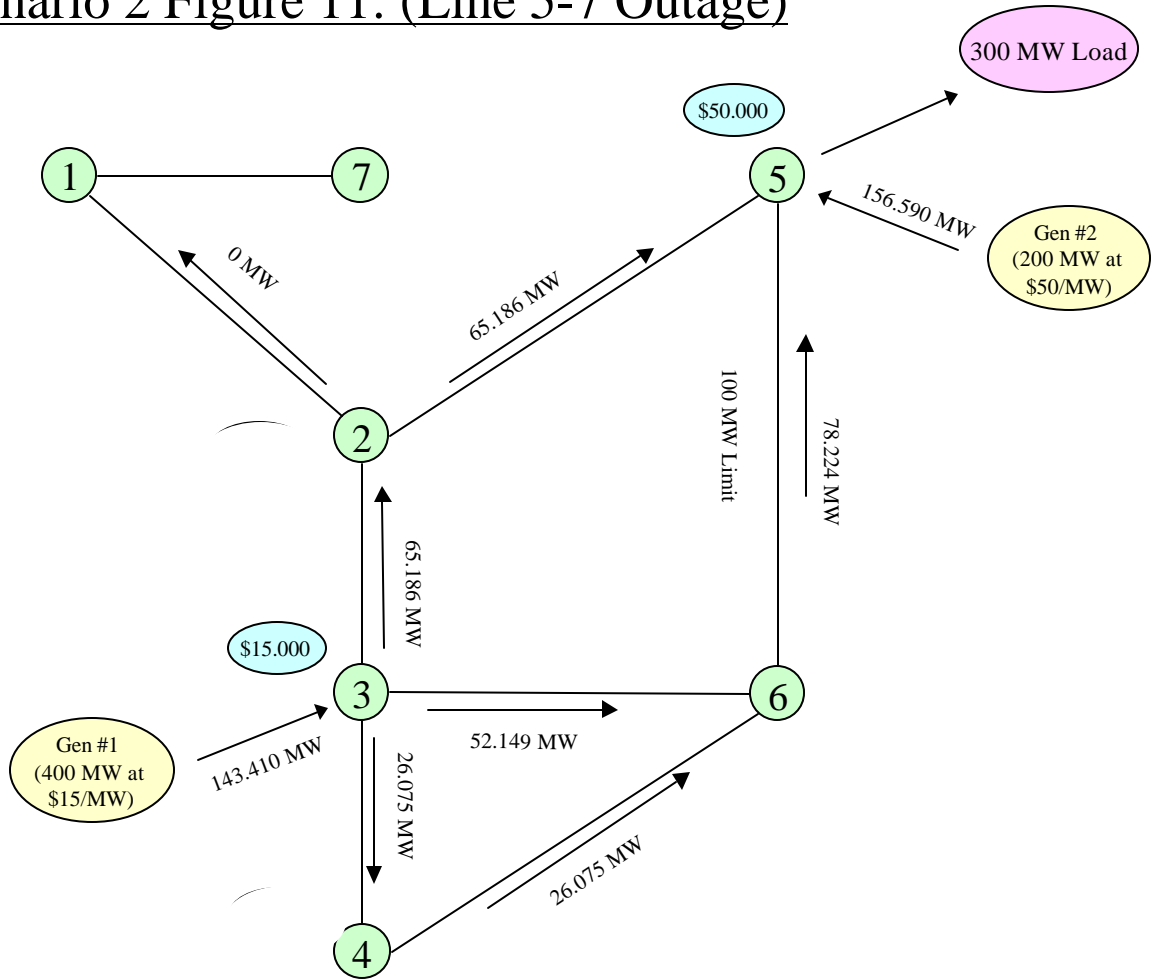 2 Figure 11. (Line 5-7 Outage)
300 MW Load
$50.000
1
7
5
156.590 MW
Gen #2
(200 MW at
$50/MW)
0 MW
65.186 MW
100 MW Limit
78.224 MW
2
65.186 MW
$15.000
3
6
52.149 MW
Gen #1
(400 MW at
$15/MW)
143.410 MW
26.075 MW
26.075 MW
4